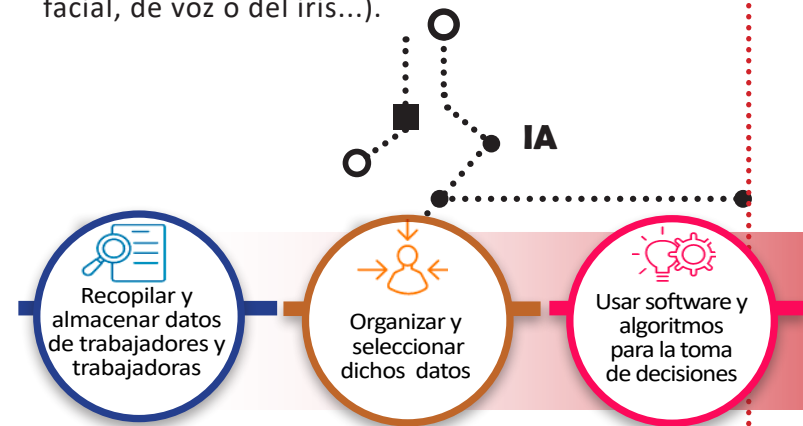 facial, de voz o del iris...).
IA
Recopilar y
almacenar datos
de trabajadores y
trabajadoras
Organizar y
seleccionar
dichos datos
Usar software y
algoritmos
para la toma
de decisiones